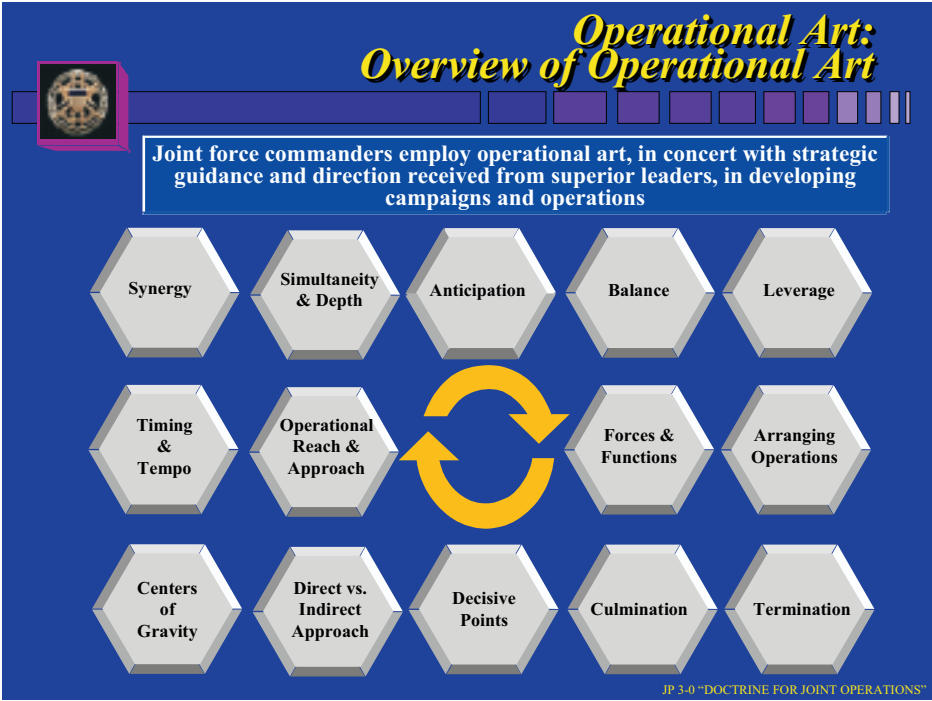 Operational Art:
Overview of Operational Art
Joint force commanders employ operational art, in concert with strategic
guidance and direction received from superior leaders, in developing
campaigns and operations
Synergy
Simultaneity
& Depth
Anticipation
Balance
Leverage
Timing
&
Tempo
Operational
Reach &
Approach
Forces &
Functions
Arranging
Operations
Centers
of
Gravity
Direct vs.
Indirect
Approach
Decisive
Points
Culmination
Termination
JP 3-0 “DOCTRINE FOR JOINT OPERATIONS”